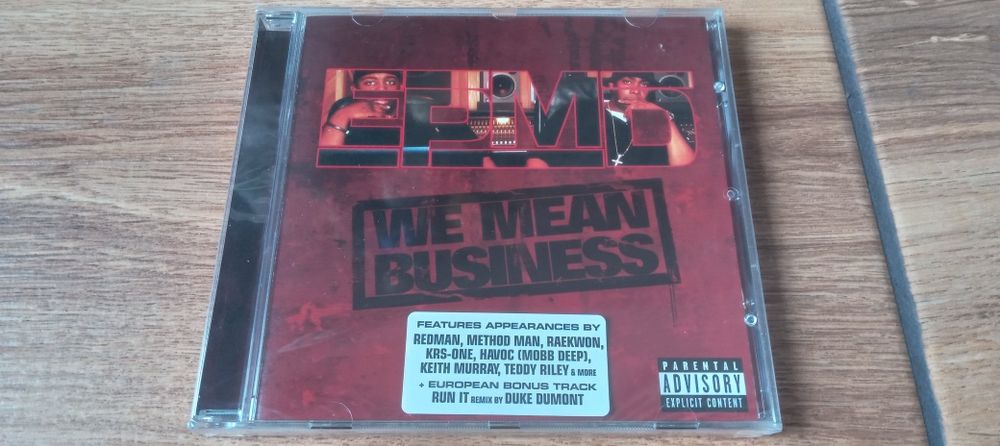 EPMD
WE MEAN
BUSINESS
FEATURES APPEARANCES BY
REDMAN, METHOD MAN, RAEKWON,
KRS-ONE, HAVOC (MOBB DEEP),
KEITH MURRAY, TEDDY RILEY & MORE
+ EUROPEAN BONUS TRACK
RUN IT REMIX BY DUKE DUMONT
PARENTAL
ADVISORY
EXPLICIT CONTENT